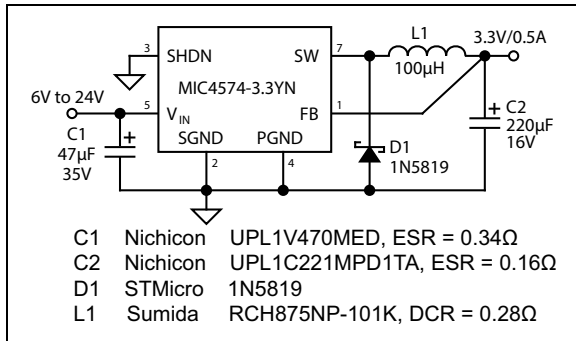 3 SHDN SW 7 L1 3.3V/0.5A
100µH
MIC4574-3.3YN
6V to 24V 5 VIN FB 1
C1 + 47µF 35V
SGND PGND
2 4
D1
1N5819
+ C2
220µF
16V
C1 Nichicon UPL1V470MED, ESR = 0.34Ω
C2 Nichicon UPL1C221MPD1TA, ESR = 0.16Ω
D1 STMicro 1N5819
L1 Sumida RCH875NP-101K, DCR = 0.28Ω